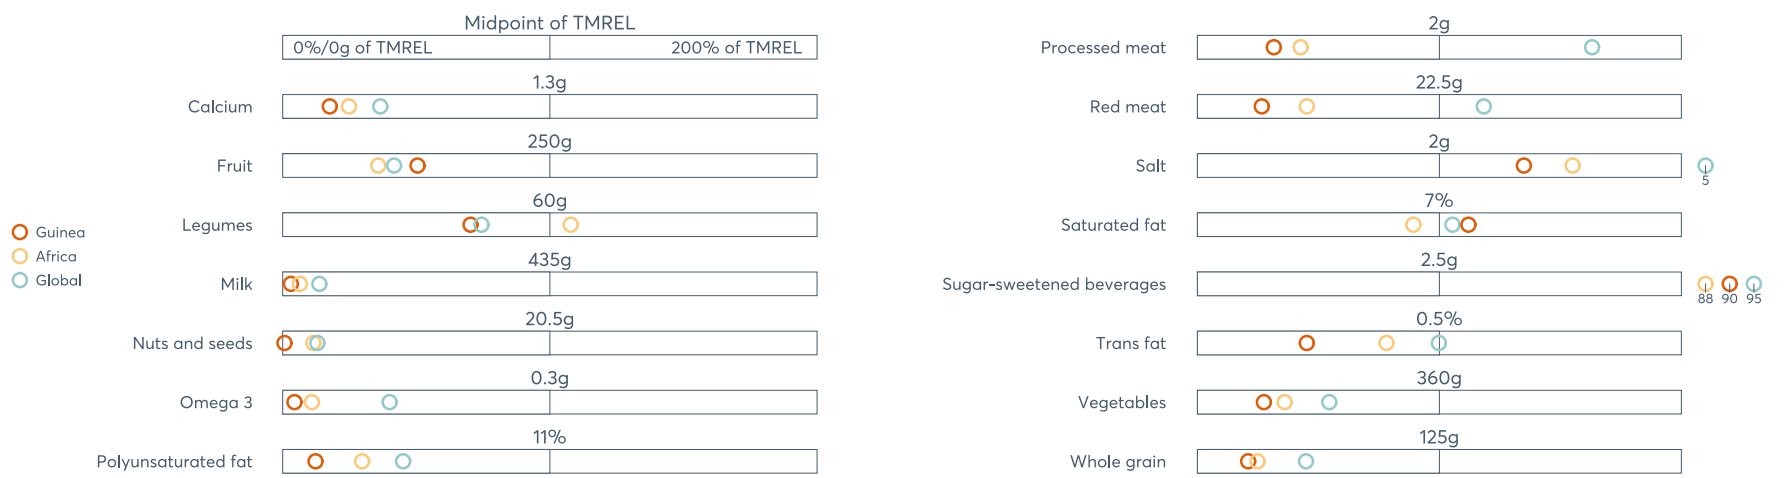 Midpoint of TMREL
0%/0g of TMREL 200% of TMREL
1.3g
Calcium
250g
Fruit
60g
Legumes
435g
Milk
20.5g
Nuts and seeds
0.3g
Omega 3
11%
Polyunsaturated fat
Guinea
Africa
Global
2g
Processed meat
22.5g
Red meat
2g
Salt
5
7%
Saturated fat
2.5g
Sugar-sweetened beverages
88 90 95
0.5%
Trans fat
360g
Vegetables
125g
Whole grain